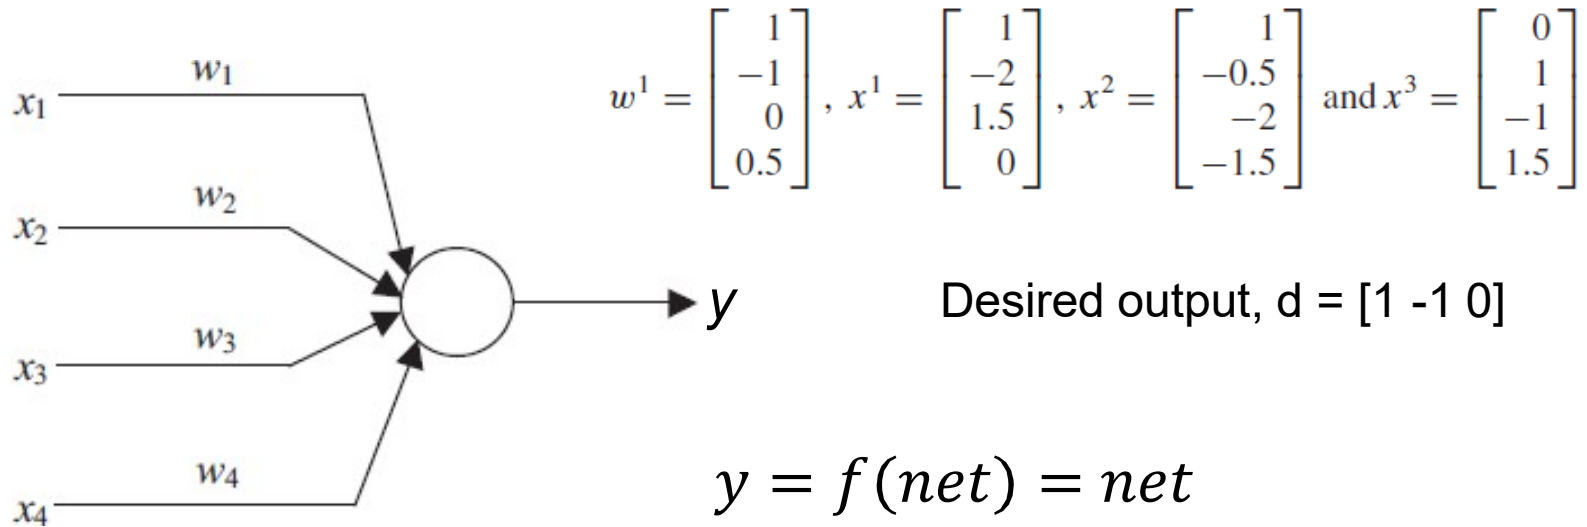 w₁
x₁
w₂
x₂
w₃
x₃
w₄
x₄
y
w¹ = [1 −1 0 0.5], x¹ = [1 −2 1.5 0], x² = [1 −0.5 −2 −1.5] and x³ = [0 1 −1 1.5]
Desired output, d = [1 -1 0]
y = f(net) = net